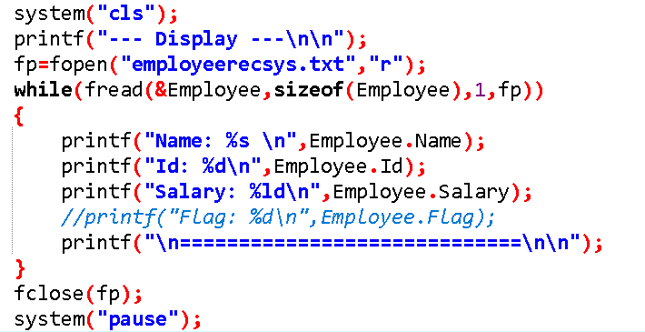 system("cls");
printf("--- Display ---\n\n");
fp=fopen("employeerecsys.txt","r");
while(fread(&Employee,sizeof(Employee),1,fp))
{
    printf("Name: %s \n",Employee.Name);
    printf("Id: %d\n",Employee.Id);
    printf("Salary: %ld\n",Employee.Salary);
    //printf("Flag: %d\n",Employee.Flag);
    printf("\n==============================\n\n");
}
fclose(fp);
system("pause");